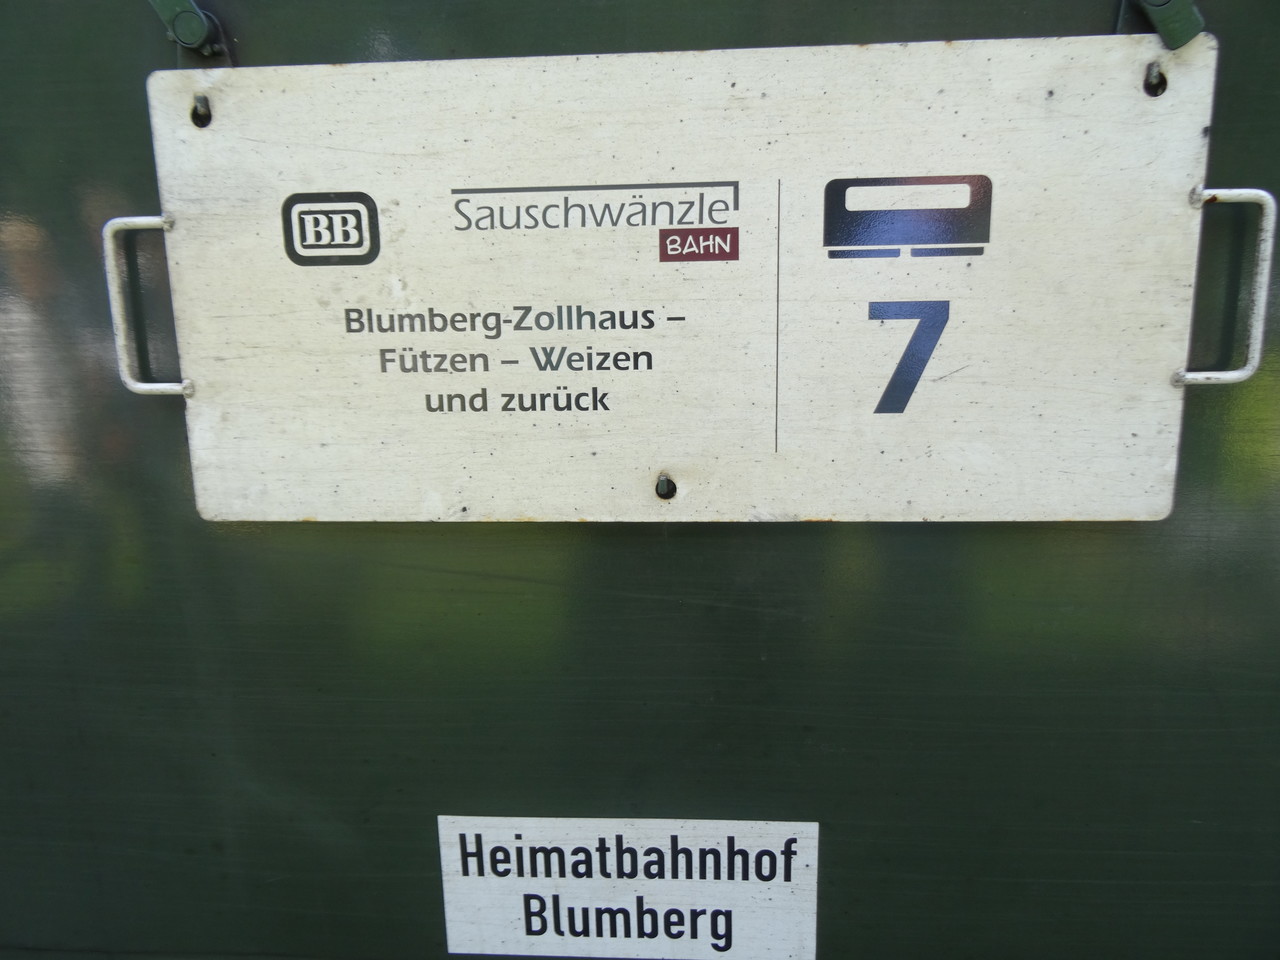 BB
Sauschwänzle
BAHN
Blumberg-Zollhaus –
Fützen – Weizen
und zurück
7
Heimatbahnhof
Blumberg